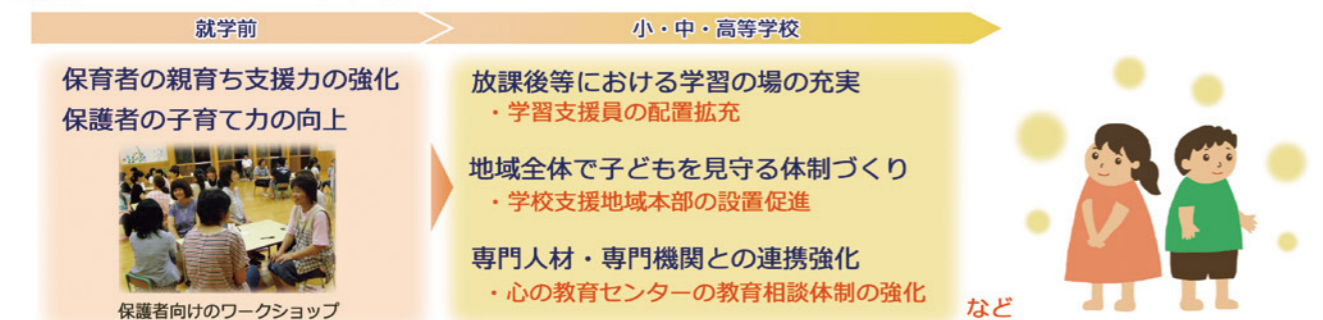 就学前
小・中・高等学校
保育者の親育ち支援力の強化
保護者の子育て力の向上
保護者向けのワークショップ
放課後等における学習の場の充実
・学習支援員の配置拡充
地域全体で子どもを見守る体制づくり
・学校支援地域本部の設置促進
専門人材・専門機関との連携強化
・心の教育センターの教育相談体制の強化
など